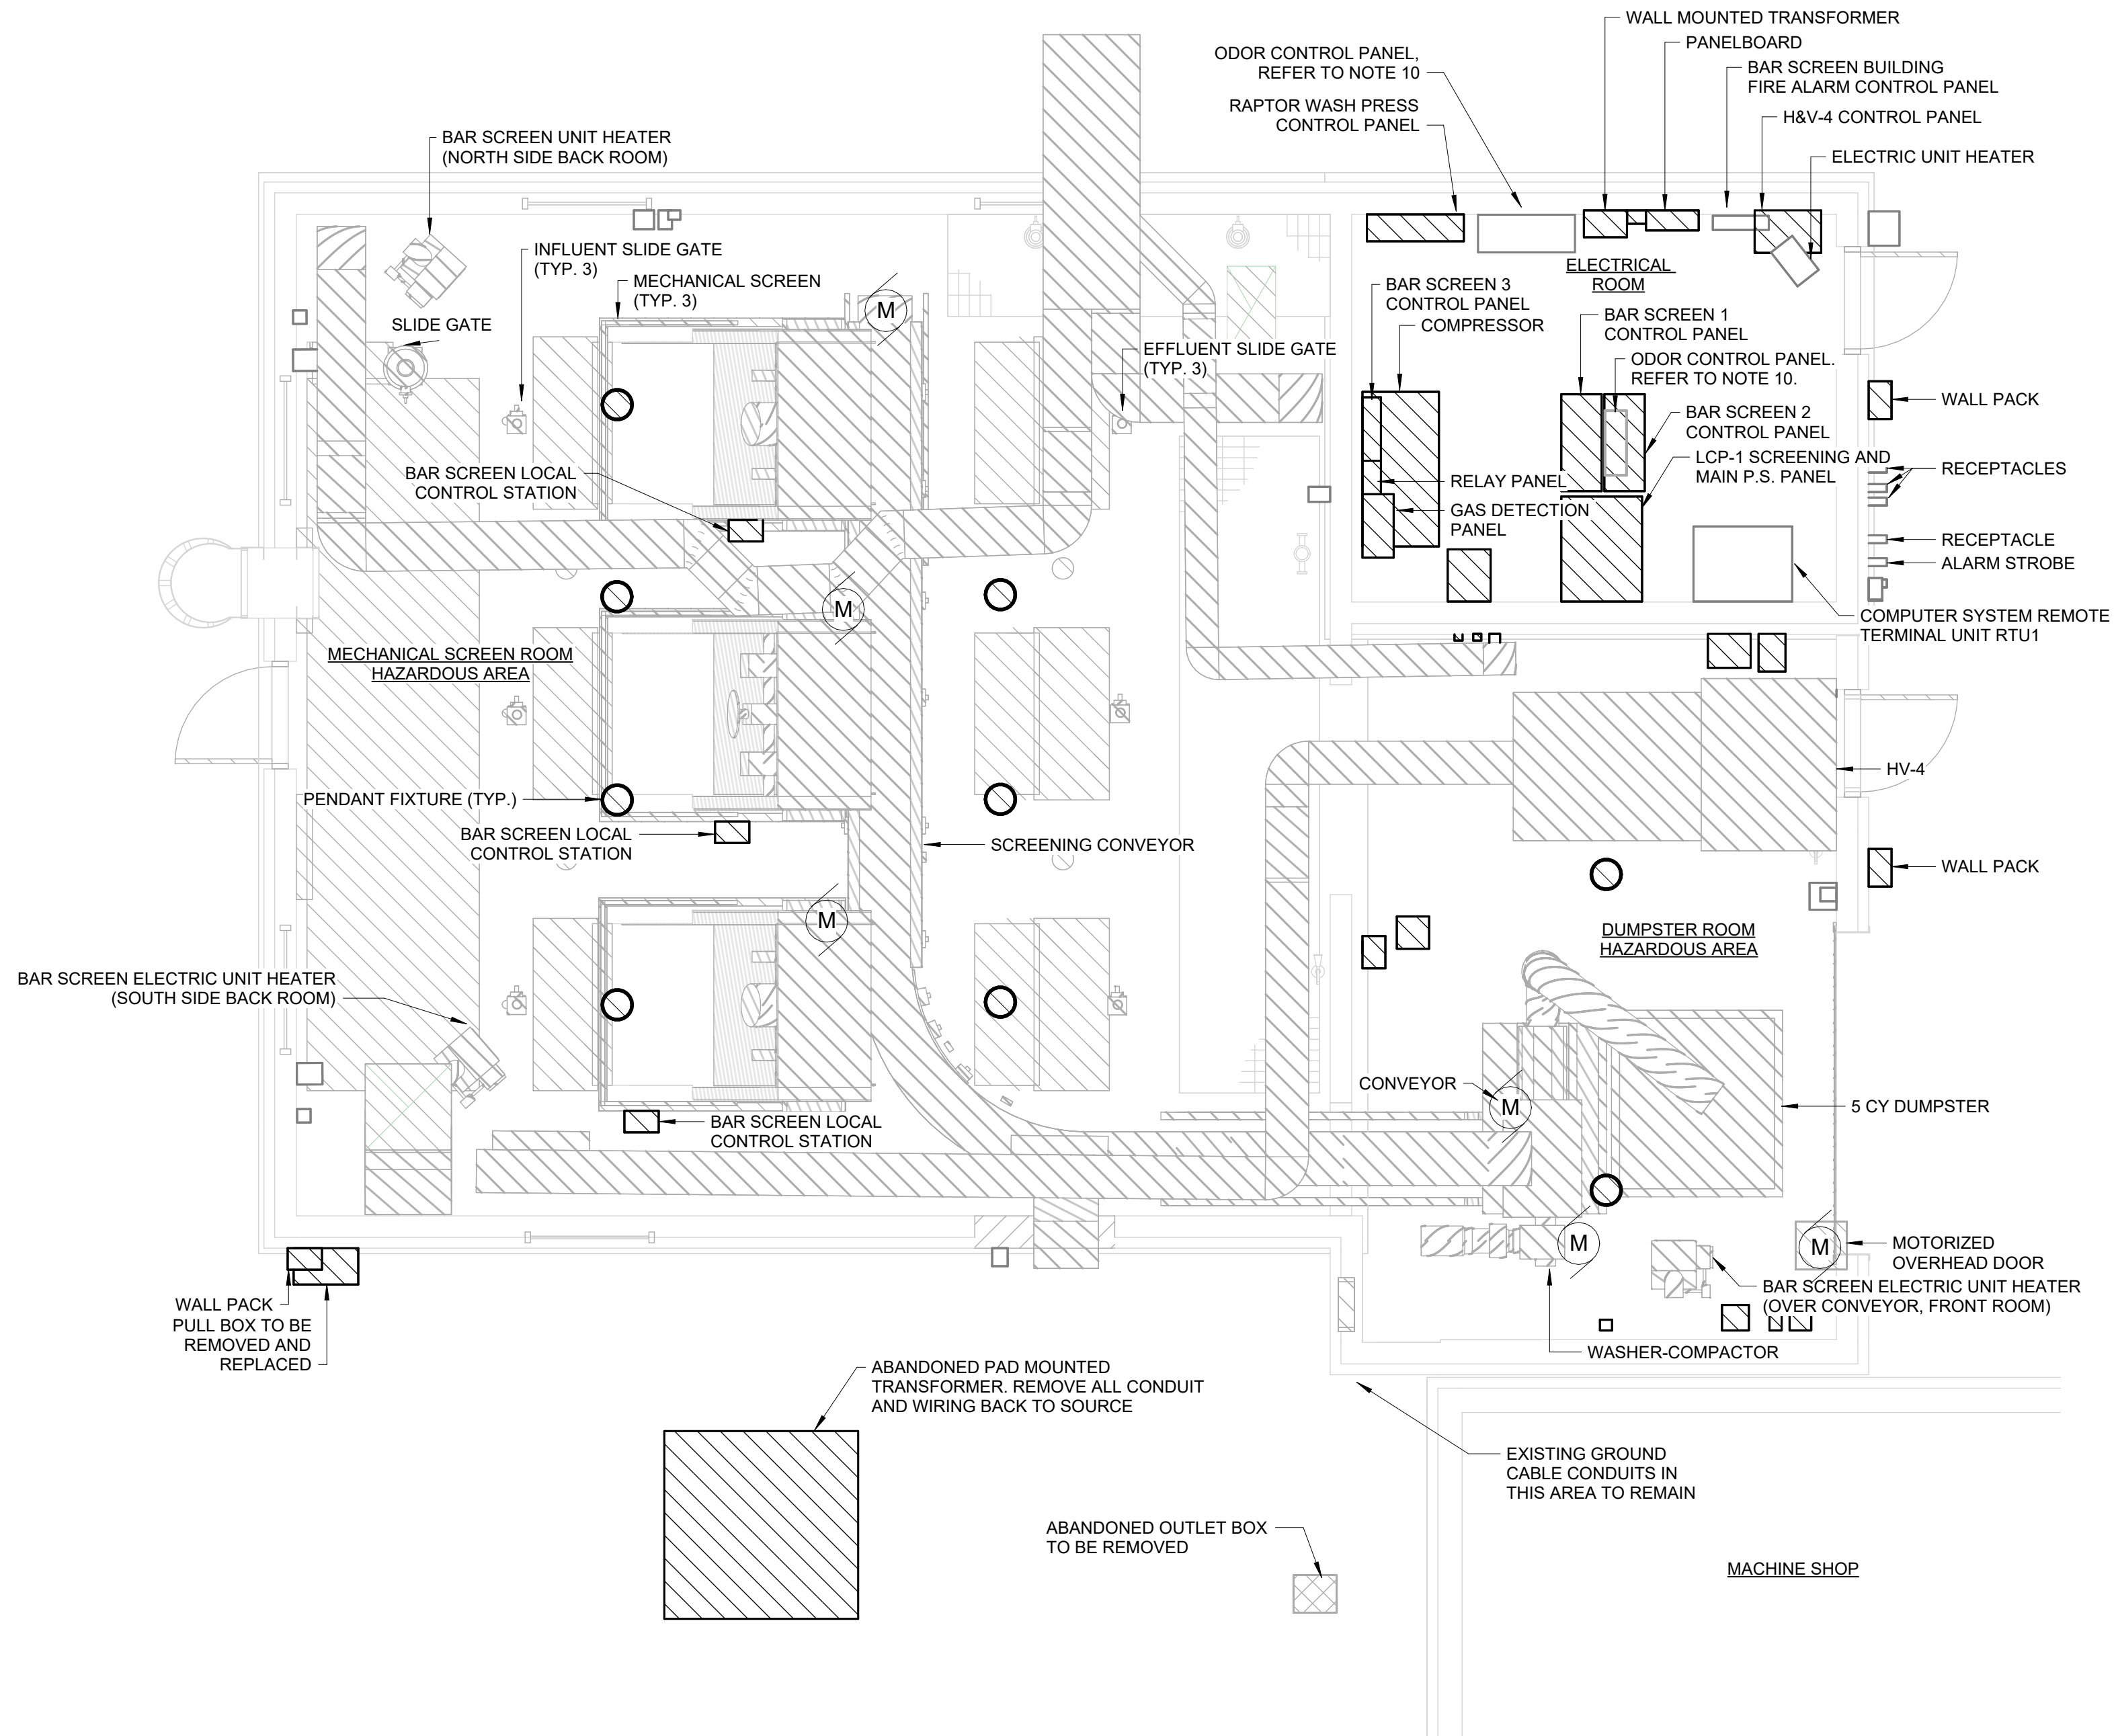 WALL MOUNTED TRANSFORMER
PANELBOARD
ODOR CONTROL PANEL,
REFER TO NOTE 10
BAR SCREEN BUILDING
FIRE ALARM CONTROL PANEL
RAPTOR WASH PRESS
CONTROL PANEL
H&V-4 CONTROL PANEL
ELECTRIC UNIT HEATER
BAR SCREEN UNIT HEATER
(NORTH SIDE BACK ROOM)
INFLUENT SLIDE GATE
(TYP. 3)
MECHANICAL SCREEN
(TYP. 3)
M
SLIDE GATE
ELECTRICAL
ROOM
BAR SCREEN 3
CONTROL PANEL
COMPRESSOR
BAR SCREEN 1
CONTROL PANEL
EFFLUENT SLIDE GATE
(TYP. 3)
ODOR CONTROL PANEL.
REFER TO NOTE 10.
WALL PACK
BAR SCREEN 2
CONTROL PANEL
LCP-1 SCREENING AND
MAIN P.S. PANEL
RECEPTACLES
BAR SCREEN LOCAL
CONTROL STATION
RELAY PANEL
GAS DETECTION
PANEL
RECEPTACLE
ALARM STROBE
M
COMPUTER SYSTEM REMOTE
TERMINAL UNIT RTU1
MECHANICAL SCREEN ROOM
HAZARDOUS AREA
HV-4
PENDANT FIXTURE (TYP.)
BAR SCREEN LOCAL
CONTROL STATION
SCREENING CONVEYOR
WALL PACK
M
DUMPSTER ROOM
HAZARDOUS AREA
BAR SCREEN ELECTRIC UNIT HEATER
(SOUTH SIDE BACK ROOM)
CONVEYOR
M
5 CY DUMPSTER
BAR SCREEN LOCAL
CONTROL STATION
M
M
MOTORIZED
OVERHEAD DOOR
BAR SCREEN ELECTRIC UNIT HEATER
(OVER CONVEYOR, FRONT ROOM)
WALL PACK
PULL BOX TO BE
REMOVED AND
REPLACED
WASHER-COMPACTOR
ABANDONED PAD MOUNTED
TRANSFORMER. REMOVE ALL CONDUIT
AND WIRING BACK TO SOURCE
EXISTING GROUND
CABLE CONDUITS IN
THIS AREA TO REMAIN
ABANDONED OUTLET BOX
TO BE REMOVED
MACHINE SHOP